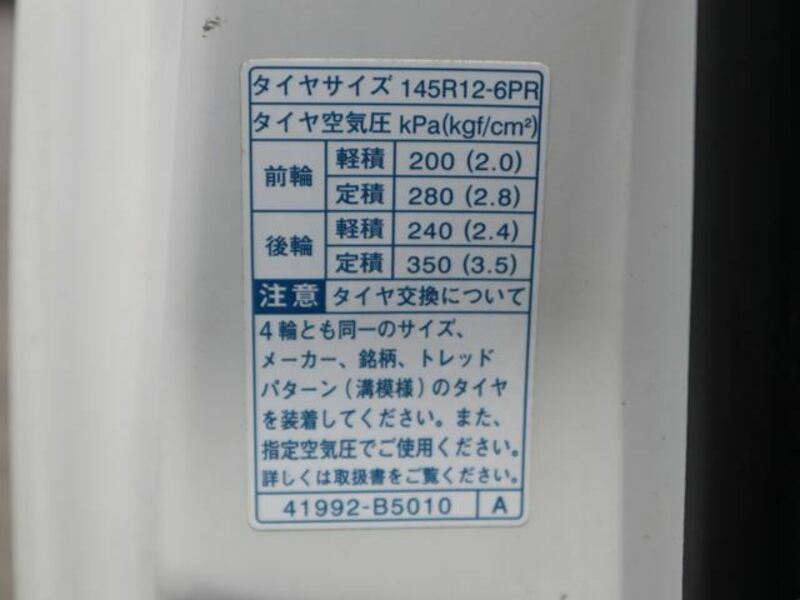 タイヤサイズ 145R12-6PR
タイヤ空気圧 kPa(kgf/cm²)
前輪 軽積 200 (2.0)
定積 280 (2.8)
後輪 軽積 240 (2.4)
定積 350 (3.5)
注意 タイヤ交換について
4輪とも同一のサイズ、
メーカー、銘柄、トレッド
パターン(溝模様)のタイヤ
を装着してください。また、
指定空気圧でご使用ください。
詳しくは取扱書をご覧ください。
41992-B5010 A